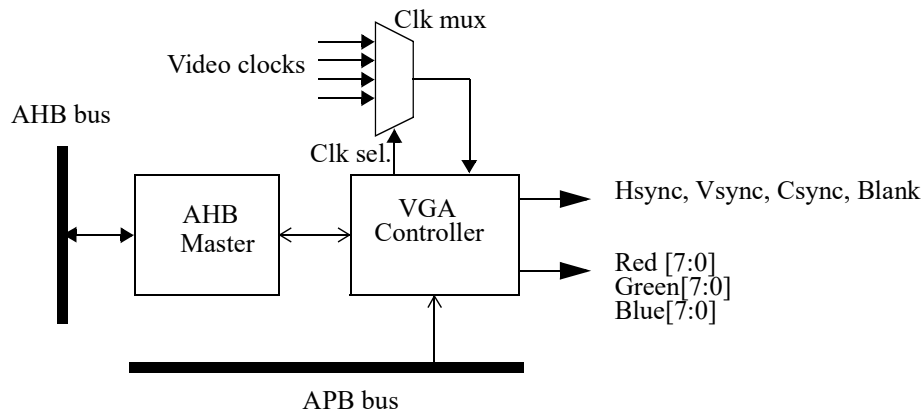 Clk mux
Video clocks
AHB bus
Clk sel.
AHB
Master
VGA
Controller
Hsync, Vsync, Csync, Blank
Red [7:0]
Green[7:0]
Blue[7:0]
APB bus